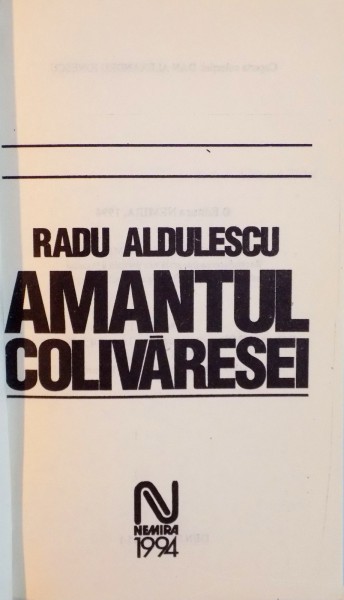 RADU ALDULESCU
AMANTUL
COLIVĂRESEI
NEMIRA
1994